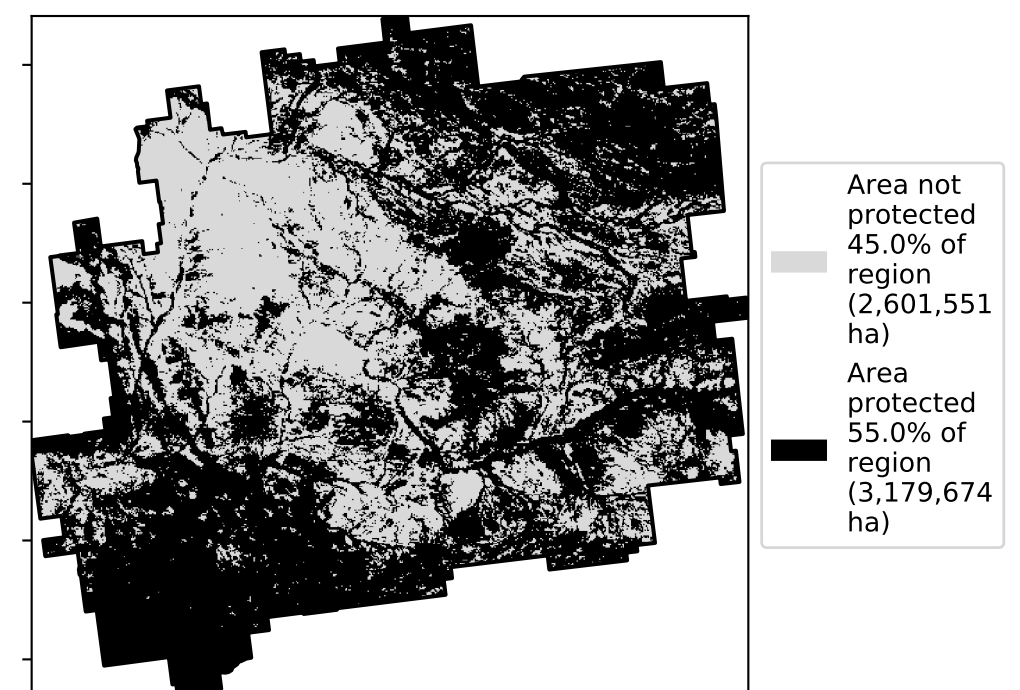 Area not
protected
45.0% of
region
(2,601,551
ha)
Area
protected
55.0% of
region
(3,179,674
ha)